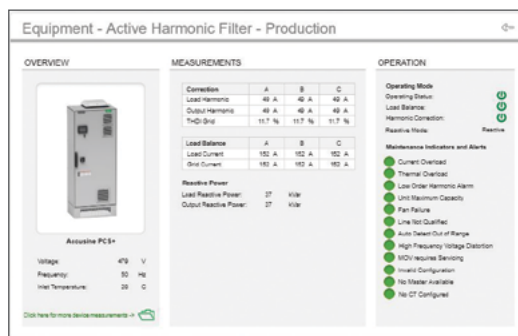 Equipment - Active Harmonic Filter - Production
OVERVIEW
Accusine PCS+
Voltage: 479 V
Frequency: 50 Hz
Inlet Temperature: 28 C
Click here for more device measurements ->
MEASUREMENTS
Correction A B C
Load Harmonic 49 A 49 A 49 A
Output Harmonic 49 A 49 A 49 A
THDI Grid 11.7 % 11.7 % 11.7 %
Load Balance A B C
Load Current 152 A 152 A 152 A
Grid Current 152 A 152 A 152 A
Reactive Power
Load Reactive Power: 37 kVar
Output Reactive Power: 37 kVar
OPERATION
Operating Mode
Operating Status:
Load Balance:
Harmonic Correction:
Reactive Mode: Reactive
Maintenance Indicators and Alerts
Current Overload
Thermal Overload
Low Order Harmonic Alarm
Unit Maximum Capacity
Fan Failure
Line Not Qualified
Auto Detect Out of Range
High Frequency Voltage Distortion
MOV requires Servicing
Invalid Configuration
No Master Available
No CT Configured